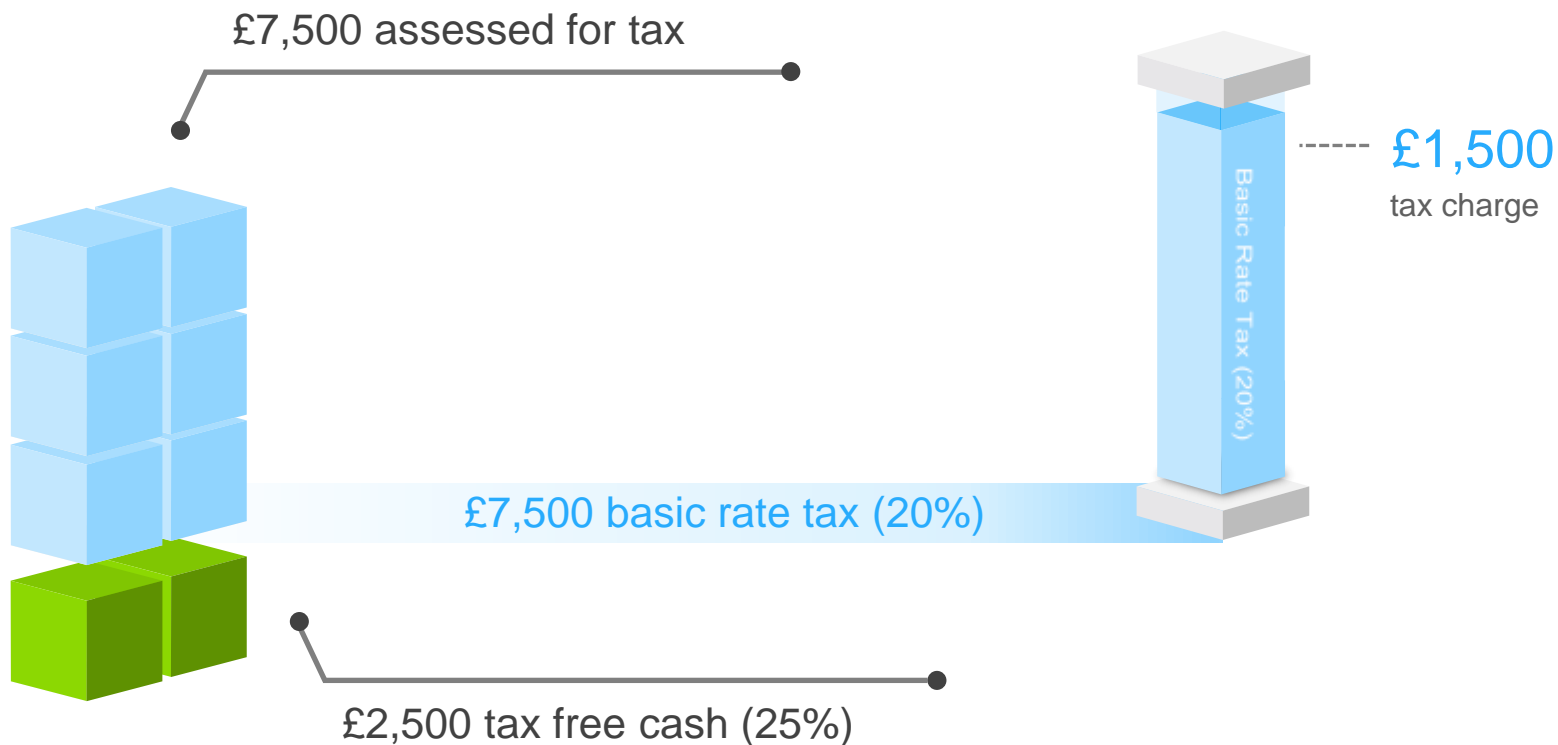 £7,500 assessed for tax
£1,500
tax charge
Basic Rate Tax (20%)
£7,500 basic rate tax (20%)
£2,500 tax free cash (25%)